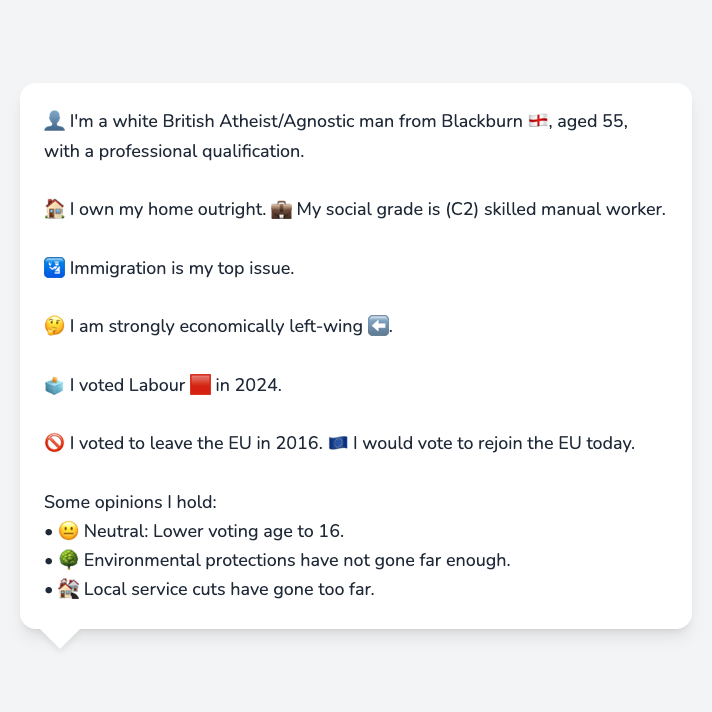 👤 I'm a white British Atheist/Agnostic man from Blackburn 🏴󠁧󠁢󠁥󠁮󠁧󠁿, aged 55,
with a professional qualification.
🏠 I own my home outright. 💼 My social grade is (C2) skilled manual worker.
🛂 Immigration is my top issue.
🤔 I am strongly economically left-wing ⬅️.
🗳️ I voted Labour 🟥 in 2024.
🚫 I voted to leave the EU in 2016. 🇪🇺 I would vote to rejoin the EU today.
Some opinions I hold:
• 😐 Neutral: Lower voting age to 16.
• 🌳 Environmental protections have not gone far enough.
• 🏘️ Local service cuts have gone too far.